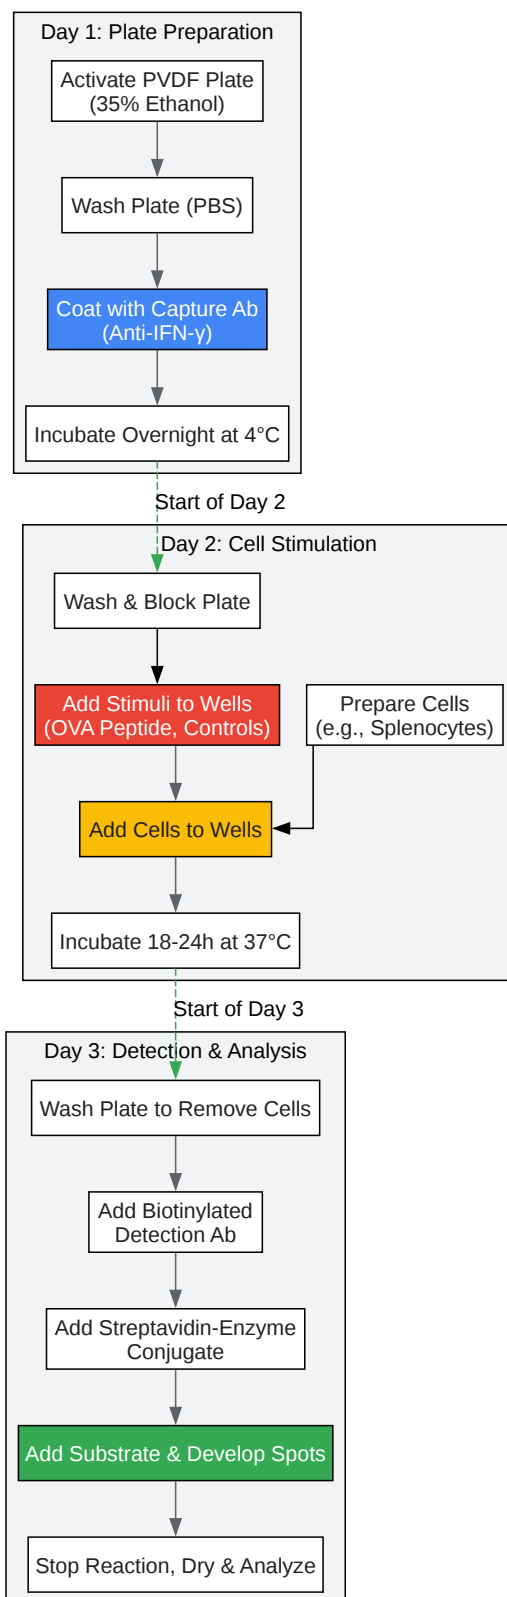 Day 1: Plate Preparation
Activate PVDF Plate
(35% Ethanol)
Wash Plate (PBS)
Coat with Capture Ab
(Anti-IFN-γ)
Incubate Overnight at 4°C
Start of Day 2
Day 2: Cell Stimulation
Wash & Block Plate
Add Stimuli to Wells
(OVA Peptide, Controls)
Prepare Cells
(e.g., Splenocytes)
Add Cells to Wells
Incubate 18-24h at 37°C
Start of Day 3
Day 3: Detection & Analysis
Wash Plate to Remove Cells
Add Biotinylated
Detection Ab
Add Streptavidin-Enzyme
Conjugate
Add Substrate & Develop Spots
Stop Reaction, Dry & Analyze